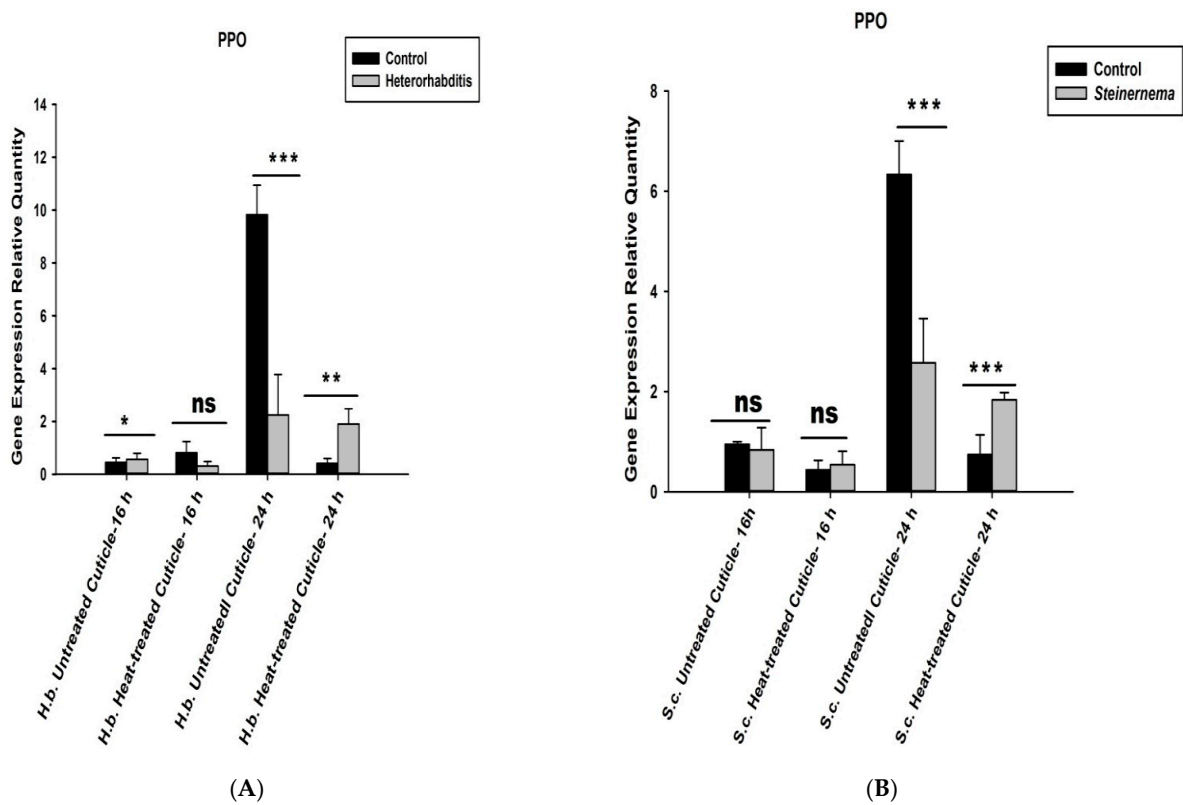 PPO
Control
Heterorhabditis
Gene Expression Relative Quantity
14
12
10
8
6
4
2
0
*
ns
***
**
H.b. Untreated Cuticle-16 h
H.b. Heat-treated Cuticle- 16 h
H.b. Untreatedl Cuticle- 24 h
H.b. Heat-treated Cuticle- 24 h
(A)
PPO
Control
Steinernema
Gene Expression Relative Quantity
8
6
4
2
0
ns
ns
***
***
S.c. Untreated Cuticle- 16h
S.c. Heat-treated Cuticle- 16 h
S.c. Untreatedl Cuticle- 24 h
S.c. Heat-treated Cuticle- 24 h
(B)